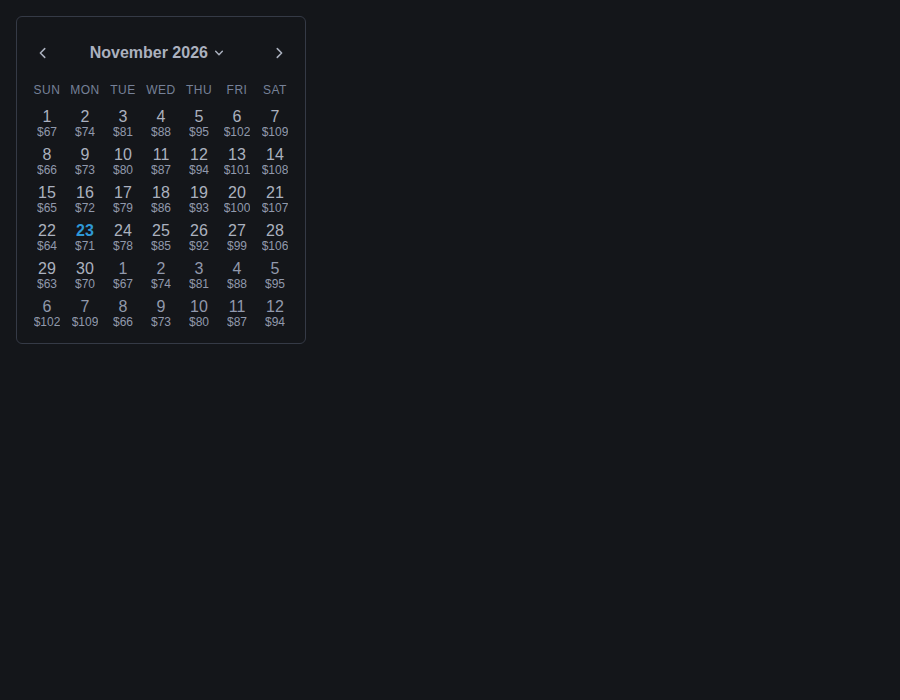 November 2026
SUN MON TUE WED THU FRI SAT
1 2 3 4 5 6 7
$67 $74 $81 $88 $95 $102 $109
8 9 10 11 12 13 14
$66 $73 $80 $87 $94 $101 $108
15 16 17 18 19 20 21
$65 $72 $79 $86 $93 $100 $107
22 23 24 25 26 27 28
$64 $71 $78 $85 $92 $99 $106
29 30 1 2 3 4 5
$63 $70 $67 $74 $81 $88 $95
6 7 8 9 10 11 12
$102 $109 $66 $73 $80 $87 $94